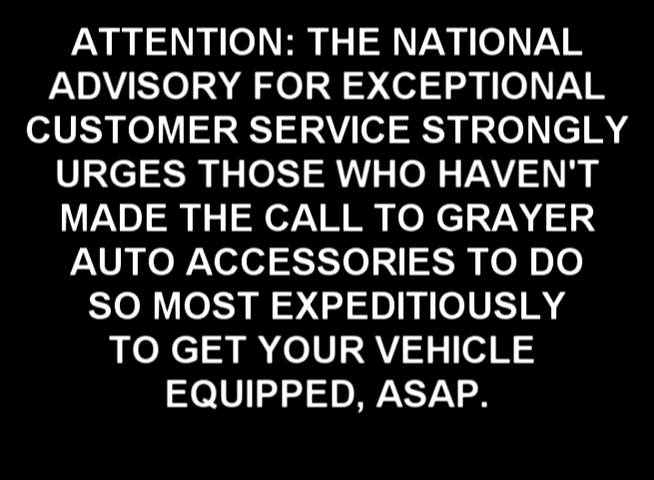 ATTENTION: THE NATIONAL
ADVISORY FOR EXCEPTIONAL
CUSTOMER SERVICE STRONGLY
URGES THOSE WHO HAVEN'T
MADE THE CALL TO GRAYER
AUTO ACCESSORIES TO DO
SO MOST EXPEDITIOUSLY
TO GET YOUR VEHICLE
EQUIPPED, ASAP.